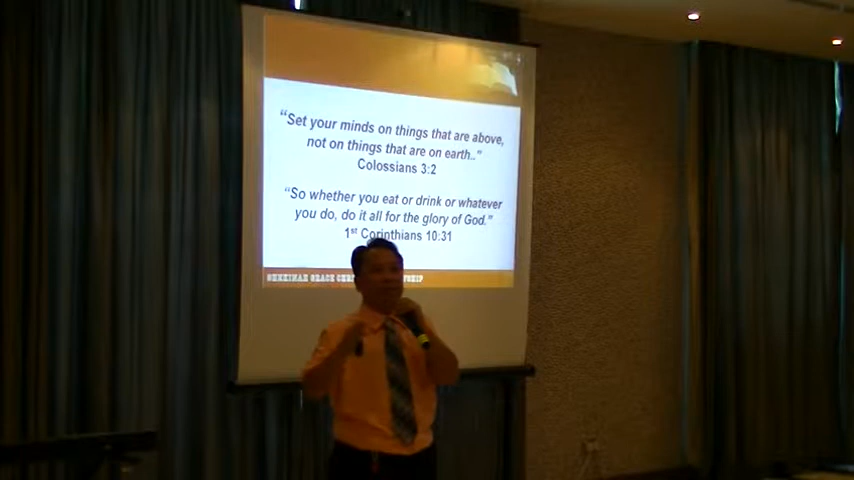 “Set your minds on things that are above,
not on things that are on earth..”
Colossians 3:2
“So whether you eat or drink or whatever
you do, do it all for the glory of God.”
1st Corinthians 10:31
SHEKINAH GRACE